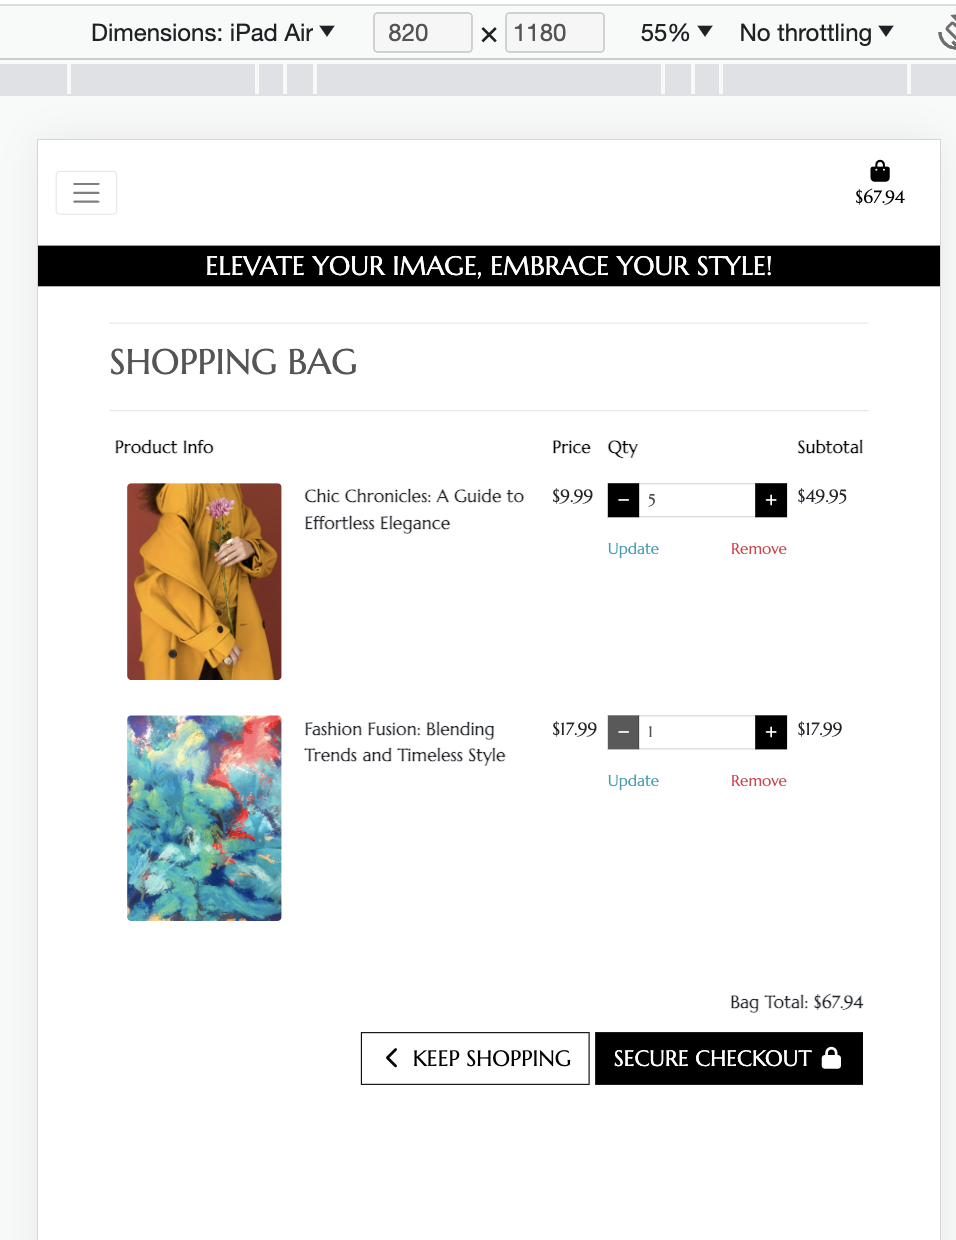 Dimensions: iPad Air 820 × 1180 55% No throttling
$67.94
ELEVATE YOUR IMAGE, EMBRACE YOUR STYLE!
SHOPPING BAG
Product Info Price Qty Subtotal
Chic Chronicles: A Guide to $9.99 − 5 + $49.95
Effortless Elegance
Update Remove
Fashion Fusion: Blending $17.99 − 1 + $17.99
Trends and Timeless Style
Update Remove
Bag Total: $67.94
KEEP SHOPPING SECURE CHECKOUT